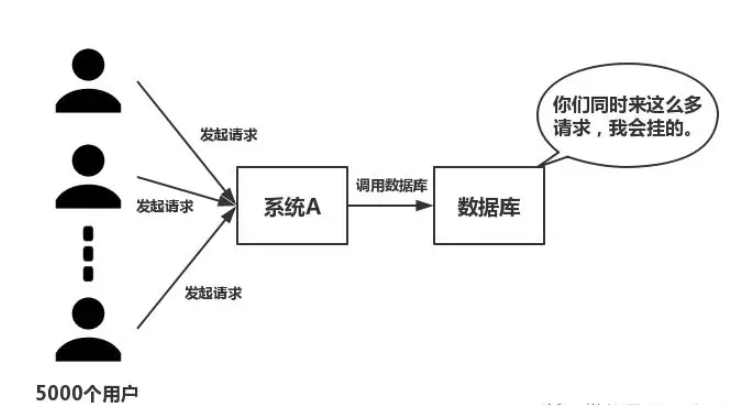 你们同时来这么多
请求，我会挂的。
发起请求
系统A
调用数据库
数据库
发起请求
发起请求
5000个用户